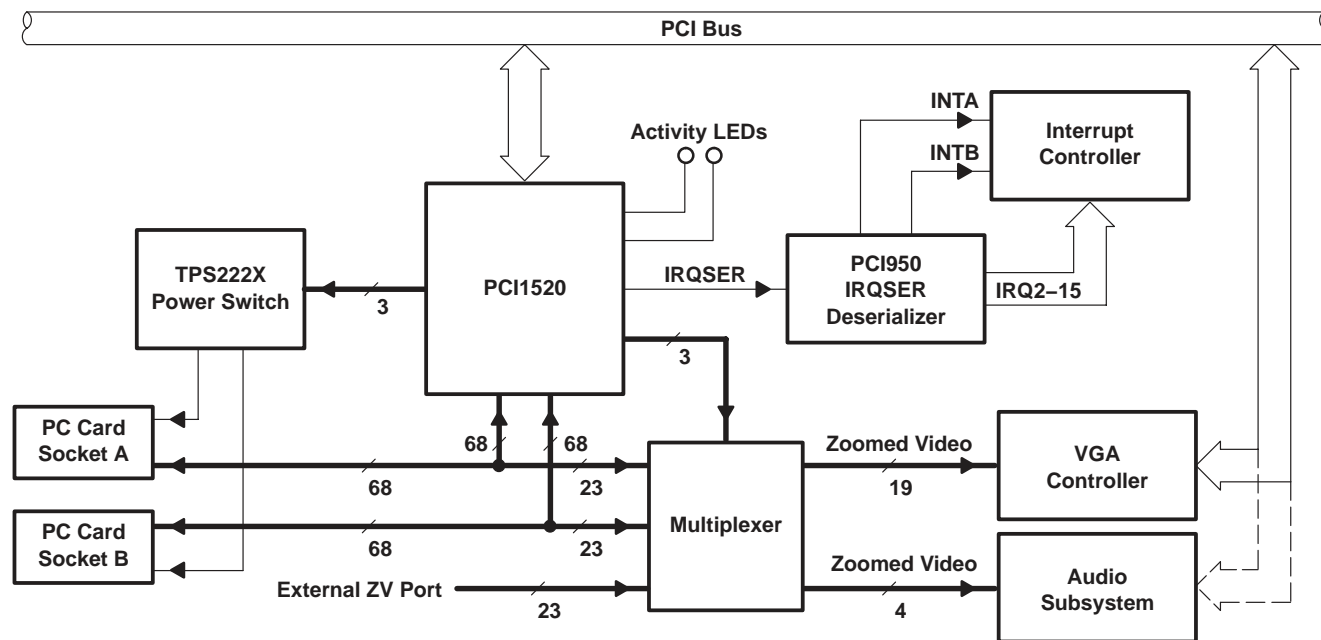 PCI Bus
Activity LEDs
INTA
INTB
Interrupt
Controller
TPS222X
Power Switch
3
PCI1520
IRQSER
PCI950
IRQSER
Deserializer
IRQ2–15
3
PC Card
Socket A
68
68
68
23
Multiplexer
Zoomed Video
19
VGA
Controller
PC Card
Socket B
68
23
External ZV Port
23
Zoomed Video
4
Audio
Subsystem